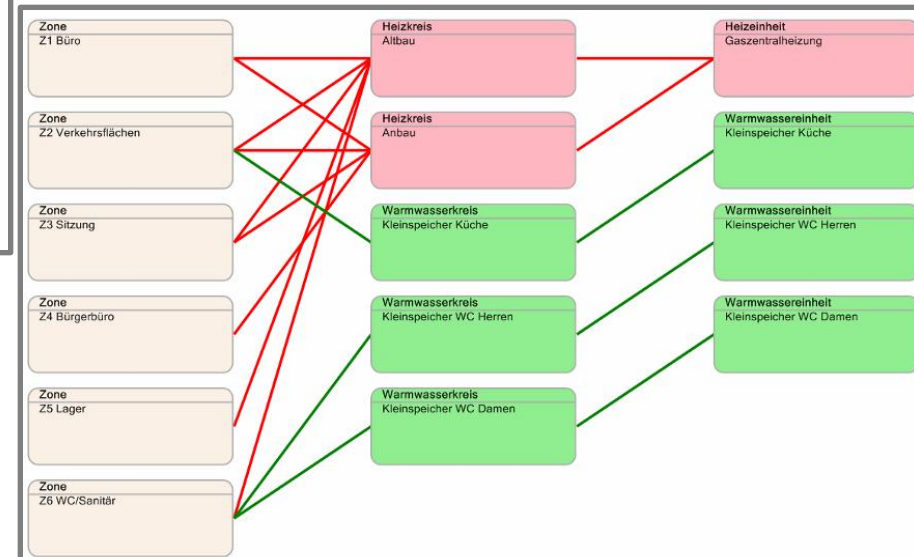 Zone
Z1 Büro
Heizkreis
Altbau
Heizeinheit
Gaszentralheizung
Zone
Z2 Verkehrsflächen
Heizkreis
Anbau
Warmwassereinheit
Kleinspeicher Küche
Zone
Z3 Sitzung
Warmwasserkreis
Kleinspeicher Küche
Warmwassereinheit
Kleinspeicher WC Herren
Zone
Z4 Bürgerbüro
Warmwasserkreis
Kleinspeicher WC Herren
Warmwassereinheit
Kleinspeicher WC Damen
Zone
Z5 Lager
Warmwasserkreis
Kleinspeicher WC Damen
Zone
Z6 WC/Sanitär